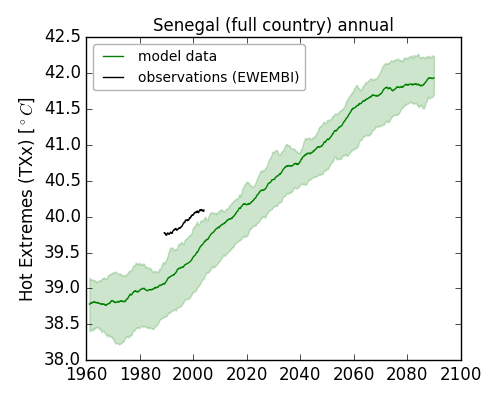 Senegal (full country) annual
model data
observations (EWEMBI)
Hot Extremes (TXx) [°C]
42.5
42.0
41.5
41.0
40.5
40.0
39.5
39.0
38.5
38.0
1960 1980 2000 2020 2040 2060 2080 2100